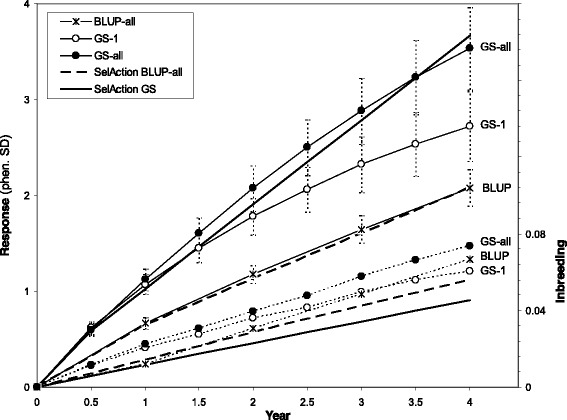 4
3
2
1
0
Response (phen. SD)
BLUP-all
GS-1
GS-all
SelAction BLUP-all
SelAction GS
GS-all
GS-1
BLUP
GS-all
BLUP
GS-1
0.08
0.04
0
Inbreeding
0 0.5 1 1.5 2 2.5 3 3.5 4
Year